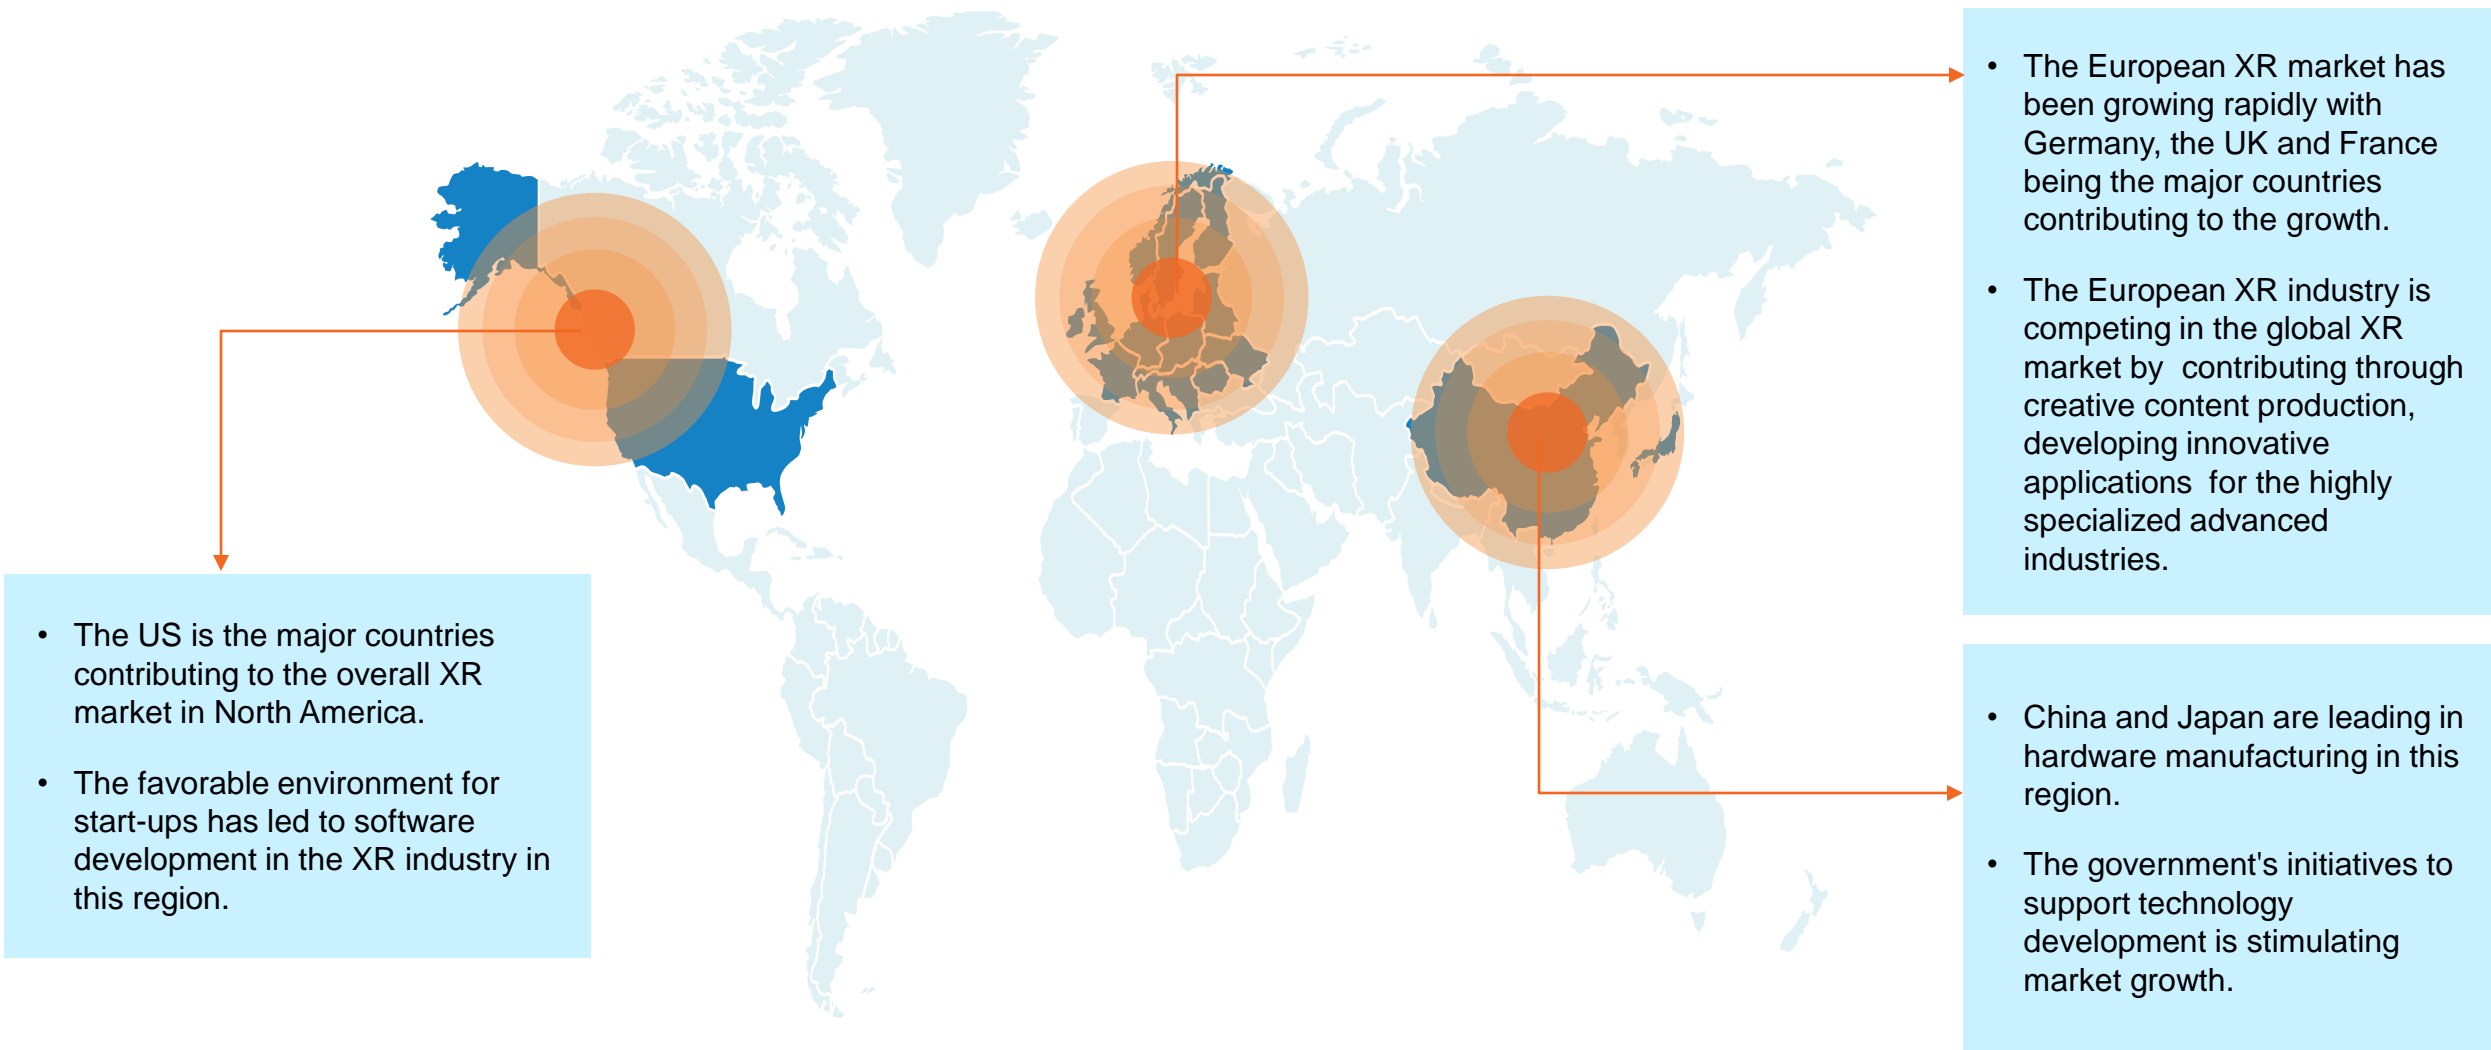 • The European XR market has
been growing rapidly with
Germany, the UK and France
being the major countries
contributing to the growth.
• The European XR industry is
competing in the global XR
market by  contributing through
creative content production,
developing innovative
applications  for the highly
specialized advanced
industries.
• The US is the major countries
contributing to the overall XR
market in North America.
• The favorable environment for
start-ups has led to software
development in the XR industry in
this region.
• China and Japan are leading in
hardware manufacturing in this
region.
• The government's initiatives to
support technology
development is stimulating
market growth.